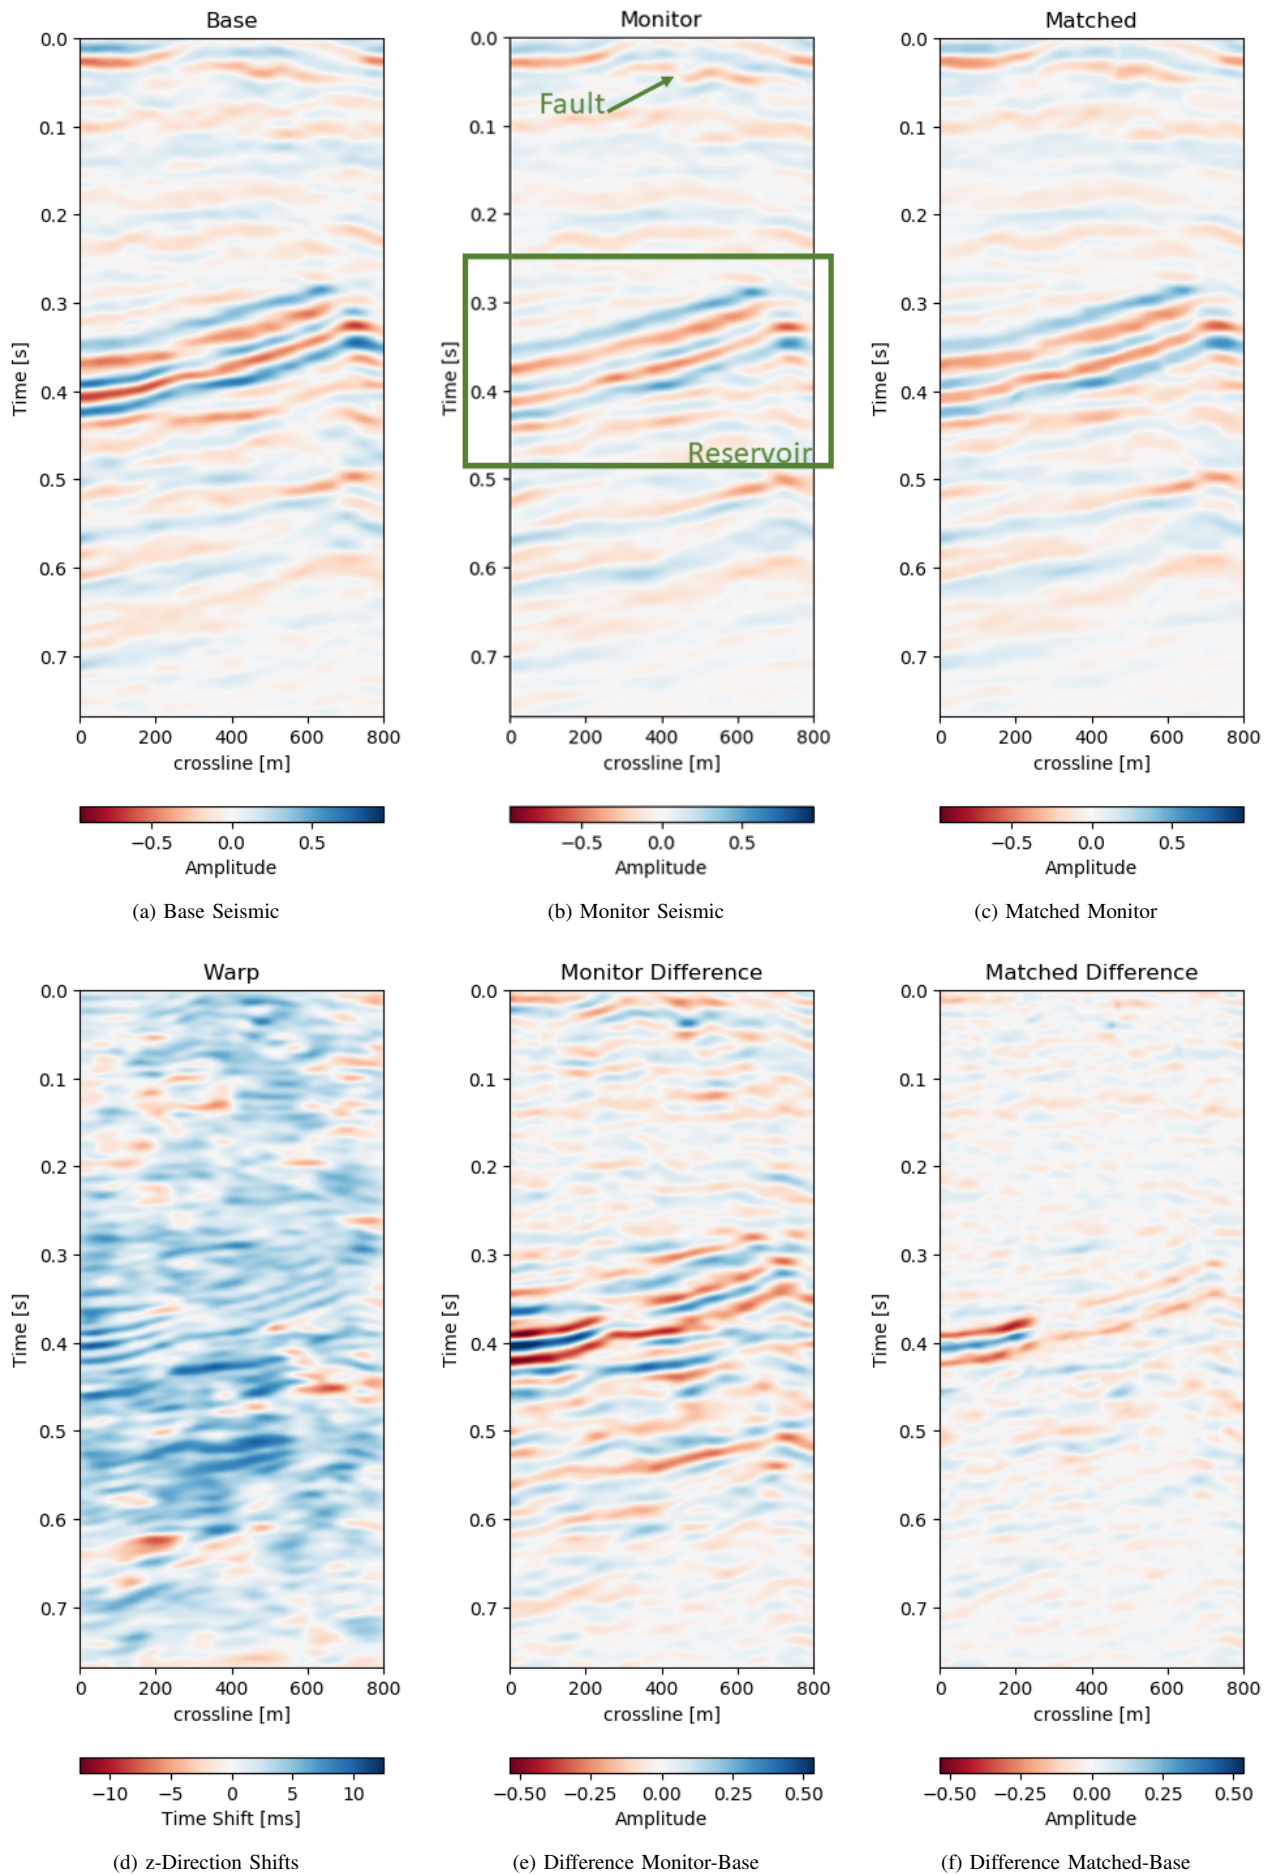 Base
Monitor
Matched
0.0
0.1
0.2
0.3
0.4
0.5
0.6
0.7
Time [s]
0 200 400 600 800
crossline [m]
−0.5 0.0 0.5
Amplitude
(a) Base Seismic
0.0
0.1
0.2
0.3
0.4
0.5
0.6
0.7
Time [s]
Fault
Reservoir
0 200 400 600 800
crossline [m]
−0.5 0.0 0.5
Amplitude
(b) Monitor Seismic
0.0
0.1
0.2
0.3
0.4
0.5
0.6
0.7
Time [s]
0 200 400 600 800
crossline [m]
−0.5 0.0 0.5
Amplitude
(c) Matched Monitor
Warp
Monitor Difference
Matched Difference
0.0
0.1
0.2
0.3
0.4
0.5
0.6
0.7
Time [s]
0 200 400 600 800
crossline [m]
−10 −5 0 5 10
Time Shift [ms]
(d) z-Direction Shifts
0.0
0.1
0.2
0.3
0.4
0.5
0.6
0.7
Time [s]
0 200 400 600 800
crossline [m]
−0.50 −0.25 0.00 0.25 0.50
Amplitude
(e) Difference Monitor-Base
0.0
0.1
0.2
0.3
0.4
0.5
0.6
0.7
Time [s]
0 200 400 600 800
crossline [m]
−0.50 −0.25 0.00 0.25 0.50
Amplitude
(f) Difference Matched-Base